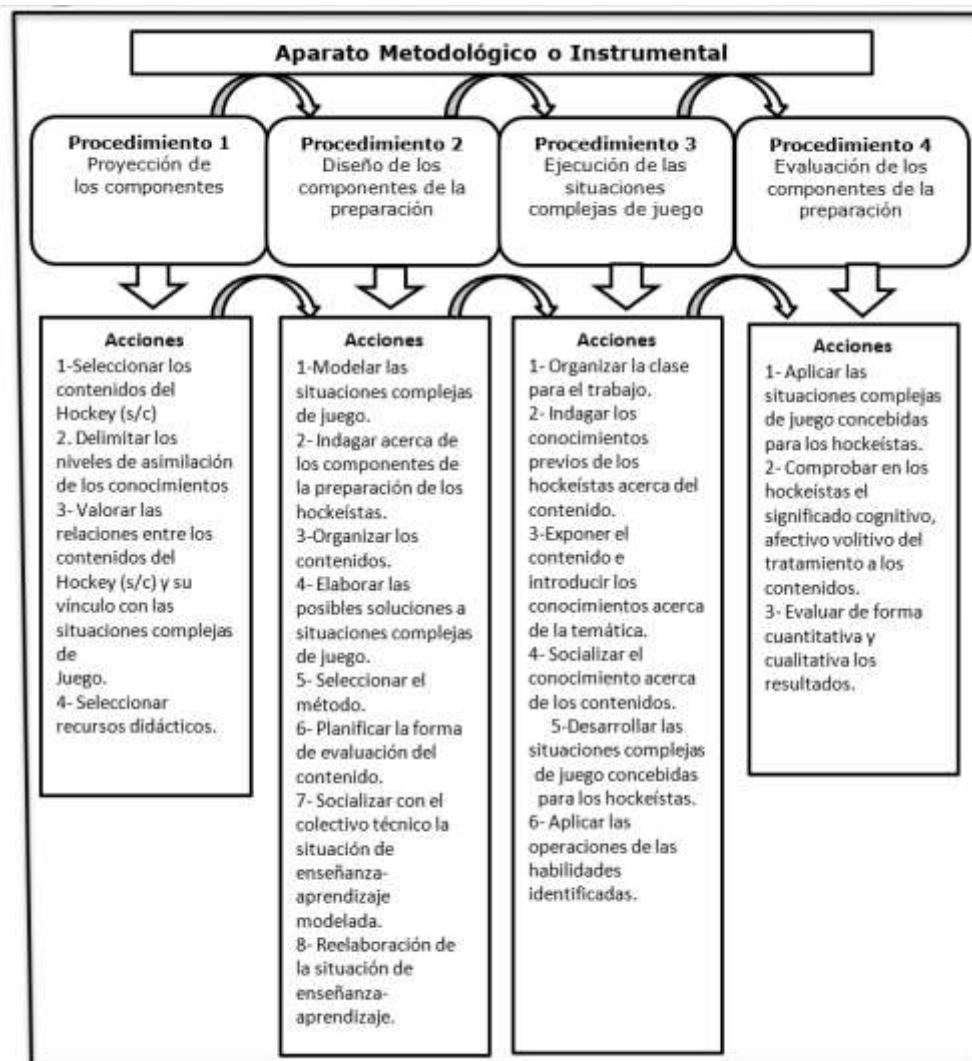 Aparato Metodológico o Instrumental
Procedimiento 1
Proyección de
los componentes
Procedimiento 2
Diseño de los
componentes de la
preparación
Procedimiento 3
Ejecución de las
situaciones
complejas de juego
Procedimiento 4
Evaluación de los
componentes de la
preparación
Acciones
1-Seleccionar los
contenidos del
Hockey (s/c)
2. Delimitar los
niveles de asimilación
de los conocimientos
3- Valorar las
relaciones entre los
contenidos del
Hockey (s/c) y su
vínculo con las
situaciones complejas
de
Juego.
4- Seleccionar
recursos didácticos.
Acciones
1-Modelar las
situaciones complejas
de juego.
2- Indagar acerca de
los componentes de
la preparación de los
hockeístas.
3-Organizar los
contenidos.
4- Elaborar las
posibles soluciones a
situaciones complejas
de juego.
5- Seleccionar el
método.
6- Planificar la forma
de evaluación del
contenido.
7- Socializar con el
colectivo técnico la
situación de
enseñanza-
aprendizaje
modelada.
8- Reelaboración de
la situación de
enseñanza-
aprendizaje.
Acciones
1- Organizar la clase
para el trabajo.
2- Indagar los
conocimientos
previos de los
hockeístas acerca del
contenido.
3-Exponer el
contenido e
introducir los
conocimientos acerca
de la temática.
4- Socializar el
conocimiento acerca
de los contenidos.
5-Desarrollar las
situaciones complejas
de juego concebidas
para los hockeístas.
6- Aplicar las
operaciones de las
habilidades
identificadas.
Acciones
1- Aplicar las
situaciones complejas
de juego concebidas
para los hockeístas.
2- Comprobar en los
hockeístas el
significado cognitivo,
afectivo volitivo del
tratamiento a los
contenidos.
3- Evaluar de forma
cuantitativa y
cualitativa los
resultados.